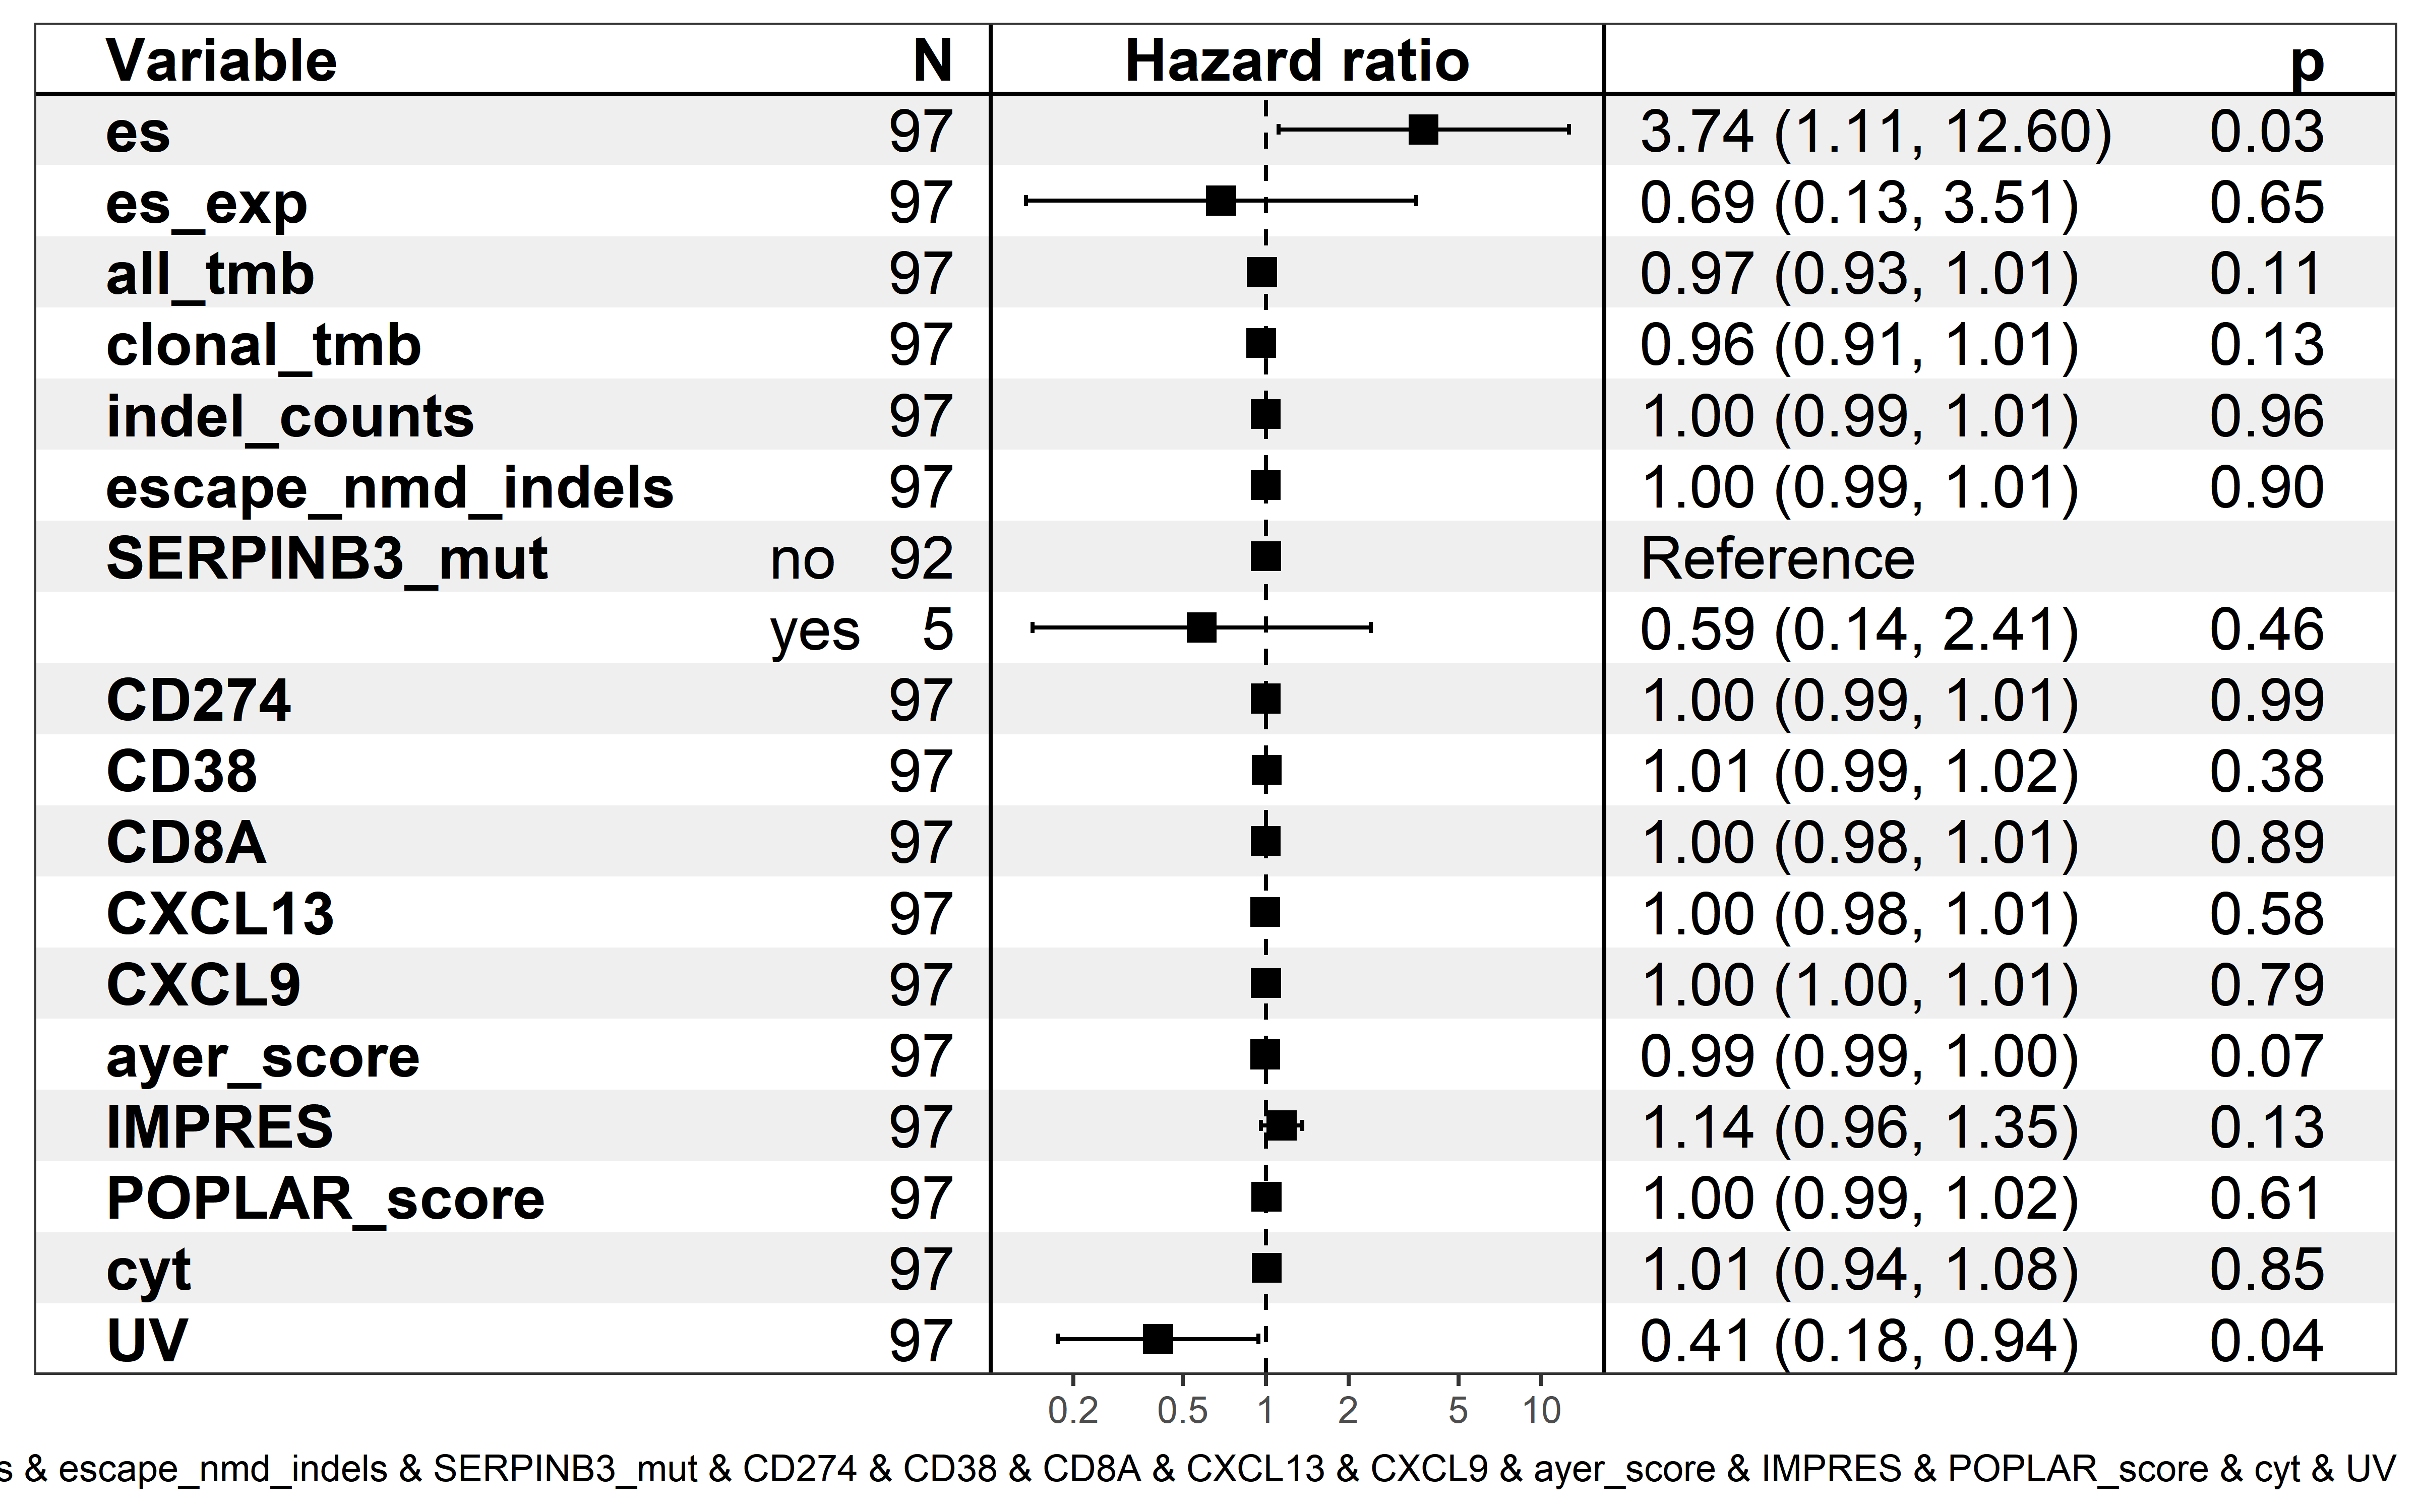 Variable N Hazard ratio p
es 97 3.74 (1.11, 12.60) 0.03
es_exp 97 0.69 (0.13, 3.51) 0.65
all_tmb 97 0.97 (0.93, 1.01) 0.11
clonal_tmb 97 0.96 (0.91, 1.01) 0.13
indel_counts 97 1.00 (0.99, 1.01) 0.96
escape_nmd_indels 97 1.00 (0.99, 1.01) 0.90
SERPINB3_mut no 92 Reference
yes 5 0.59 (0.14, 2.41) 0.46
CD274 97 1.00 (0.99, 1.01) 0.99
CD38 97 1.01 (0.99, 1.02) 0.38
CD8A 97 1.00 (0.98, 1.01) 0.89
CXCL13 97 1.00 (0.98, 1.01) 0.58
CXCL9 97 1.00 (1.00, 1.01) 0.79
ayer_score 97 0.99 (0.99, 1.00) 0.07
IMPRES 97 1.14 (0.96, 1.35) 0.13
POPLAR_score 97 1.00 (0.99, 1.02) 0.61
cyt 97 1.01 (0.94, 1.08) 0.85
UV 97 0.41 (0.18, 0.94) 0.04
0.2 0.5 1 2 5 10
s & escape_nmd_indels & SERPINB3_mut & CD274 & CD38 & CD8A & CXCL13 & CXCL9 & ayer_score & IMPRES & POPLAR_score & cyt & UV